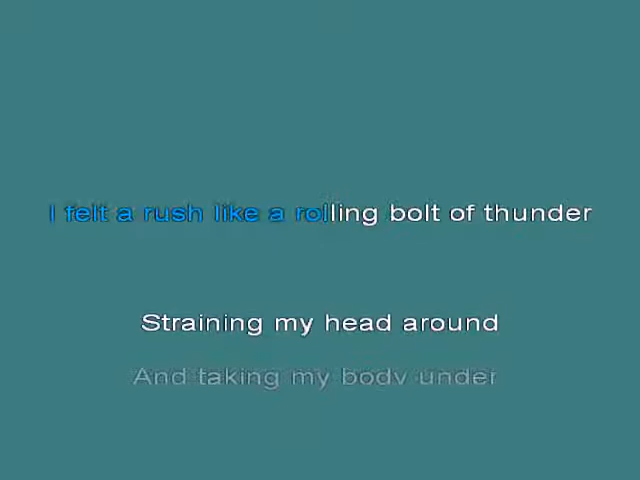 I felt a rush like a rolling bolt of thunder
Straining my head around
And taking my body under